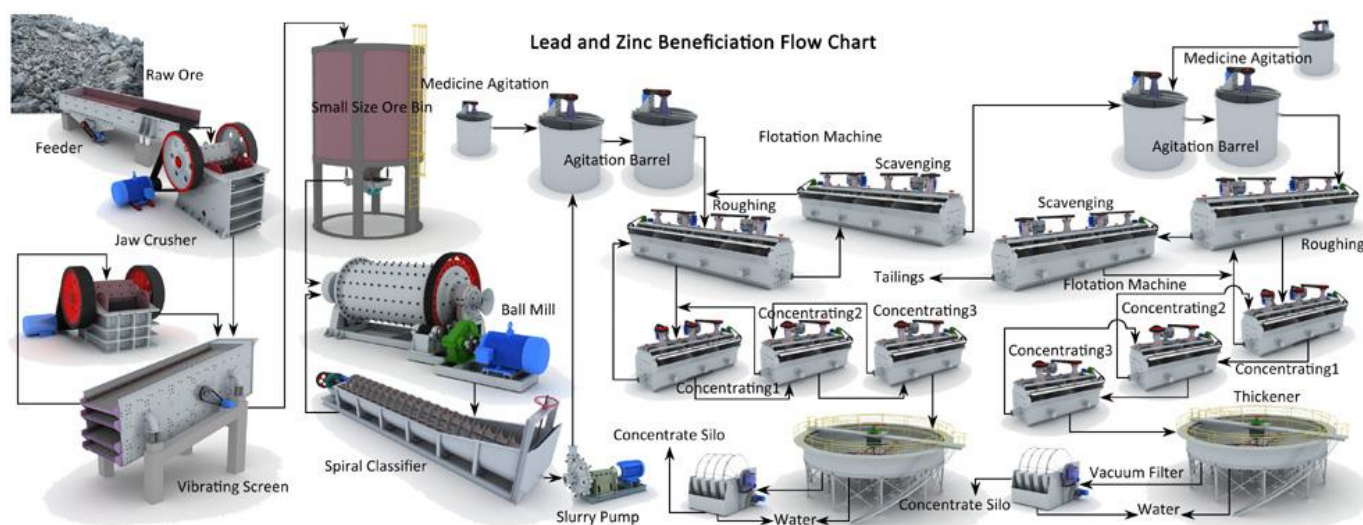 Lead and Zinc Beneficiation Flow Chart
Raw Ore
Feeder
Jaw Crusher
Vibrating Screen
Small Size Ore Bin
Ball Mill
Spiral Classifier
Slurry Pump
Medicine Agitation
Agitation Barrel
Flotation Machine
Scavenging
Roughing
Concentrating1
Concentrating2
Concentrating3
Concentrate Silo
Water
Medicine Agitation
Agitation Barrel
Scavenging
Roughing
Tailings
Flotation Machine
Concentrating2
Concentrating3
Concentrating1
Thickener
Vacuum Filter
Concentrate Silo
Water